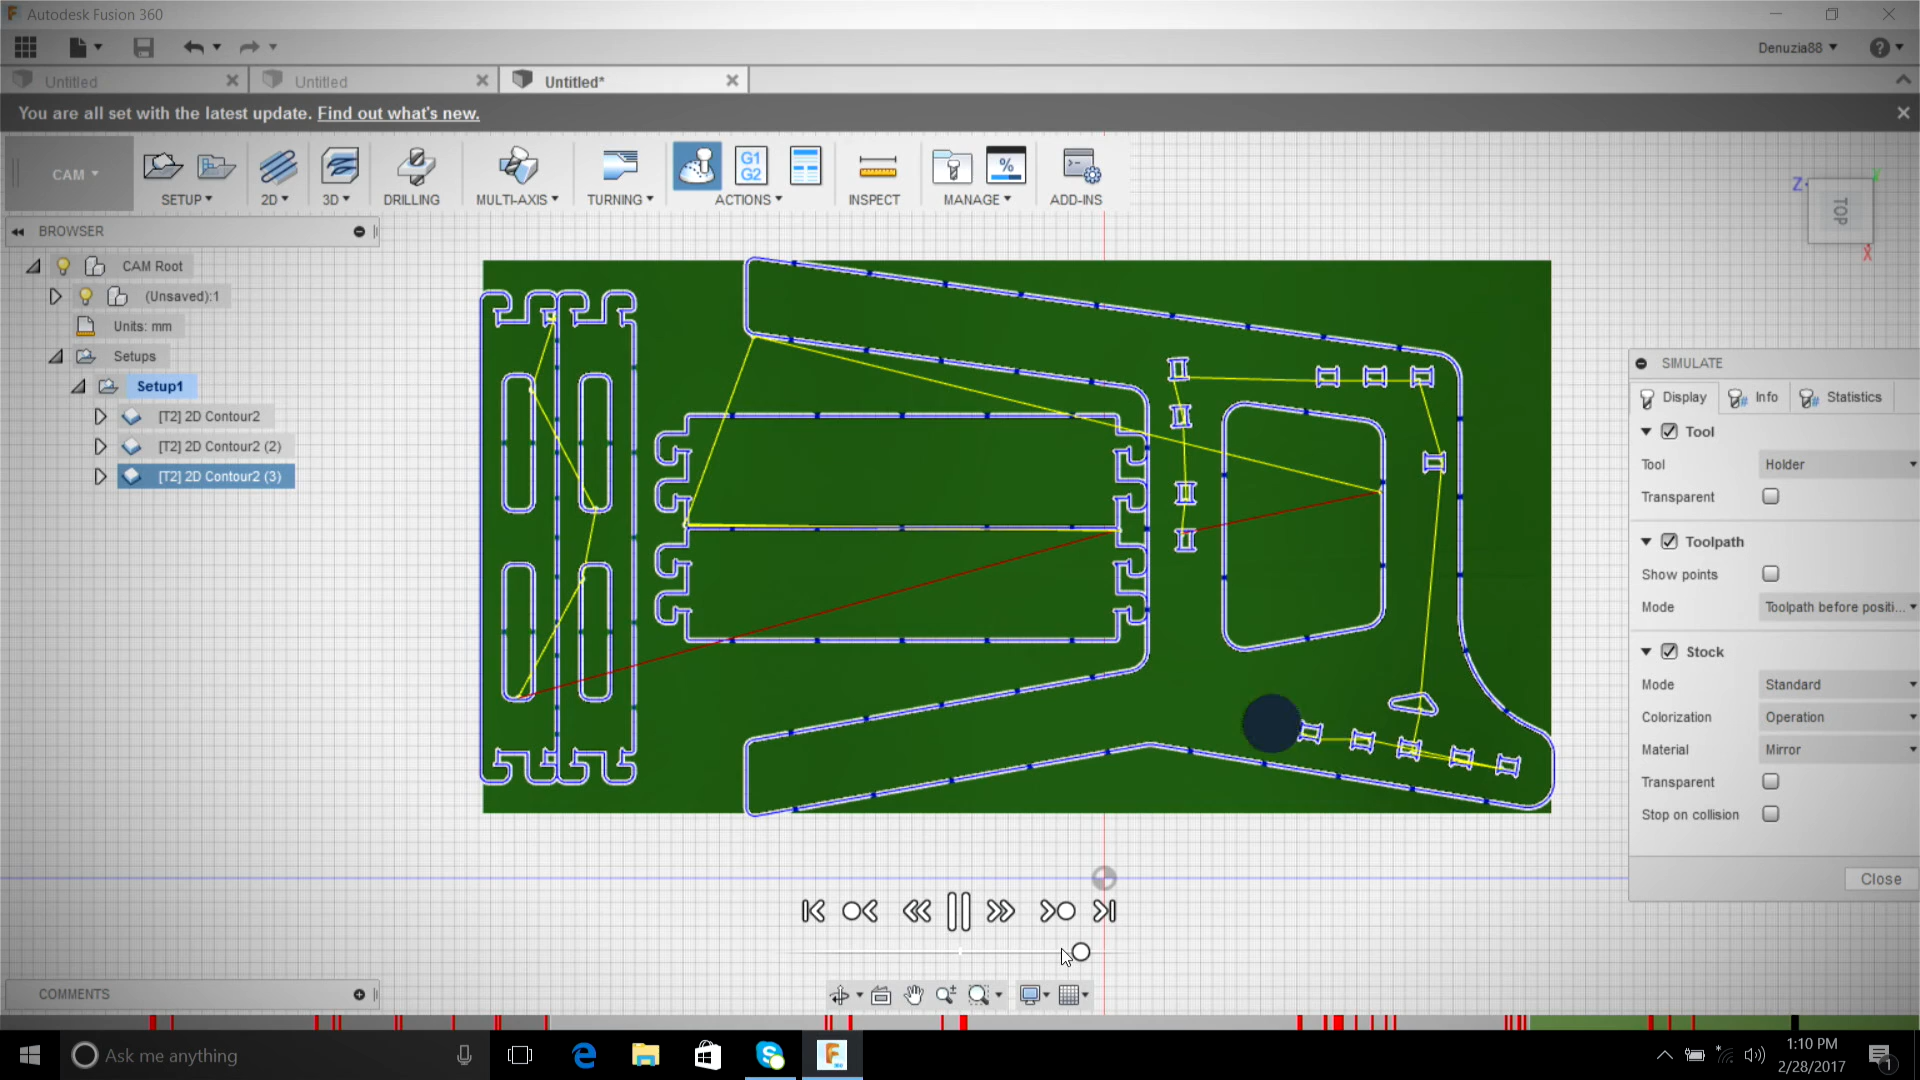 Autodesk Fusion 360
Denuzia88
Untitled
Untitled
Untitled*
You are all set with the latest update. Find out what's new.
CAM
SETUP
2D
3D
DRILLING
MULTI-AXIS
TURNING
G1
G2
ACTIONS
INSPECT
%
MANAGE
ADD-INS
Z
Y
TOP
X
BROWSER
CAM Root
(Unsaved):1
Units: mm
Setups
Setup1
[T2] 2D Contour2
[T2] 2D Contour2 (2)
[T2] 2D Contour2 (3)
SIMULATE
Display
Info
Statistics
Tool
Tool Holder
Transparent
Toolpath
Show points
Mode Toolpath before positi...
Stock
Mode Standard
Colorization Operation
Material Mirror
Transparent
Stop on collision
Close
COMMENTS
Ask me anything
1:10 PM
2/28/2017
1